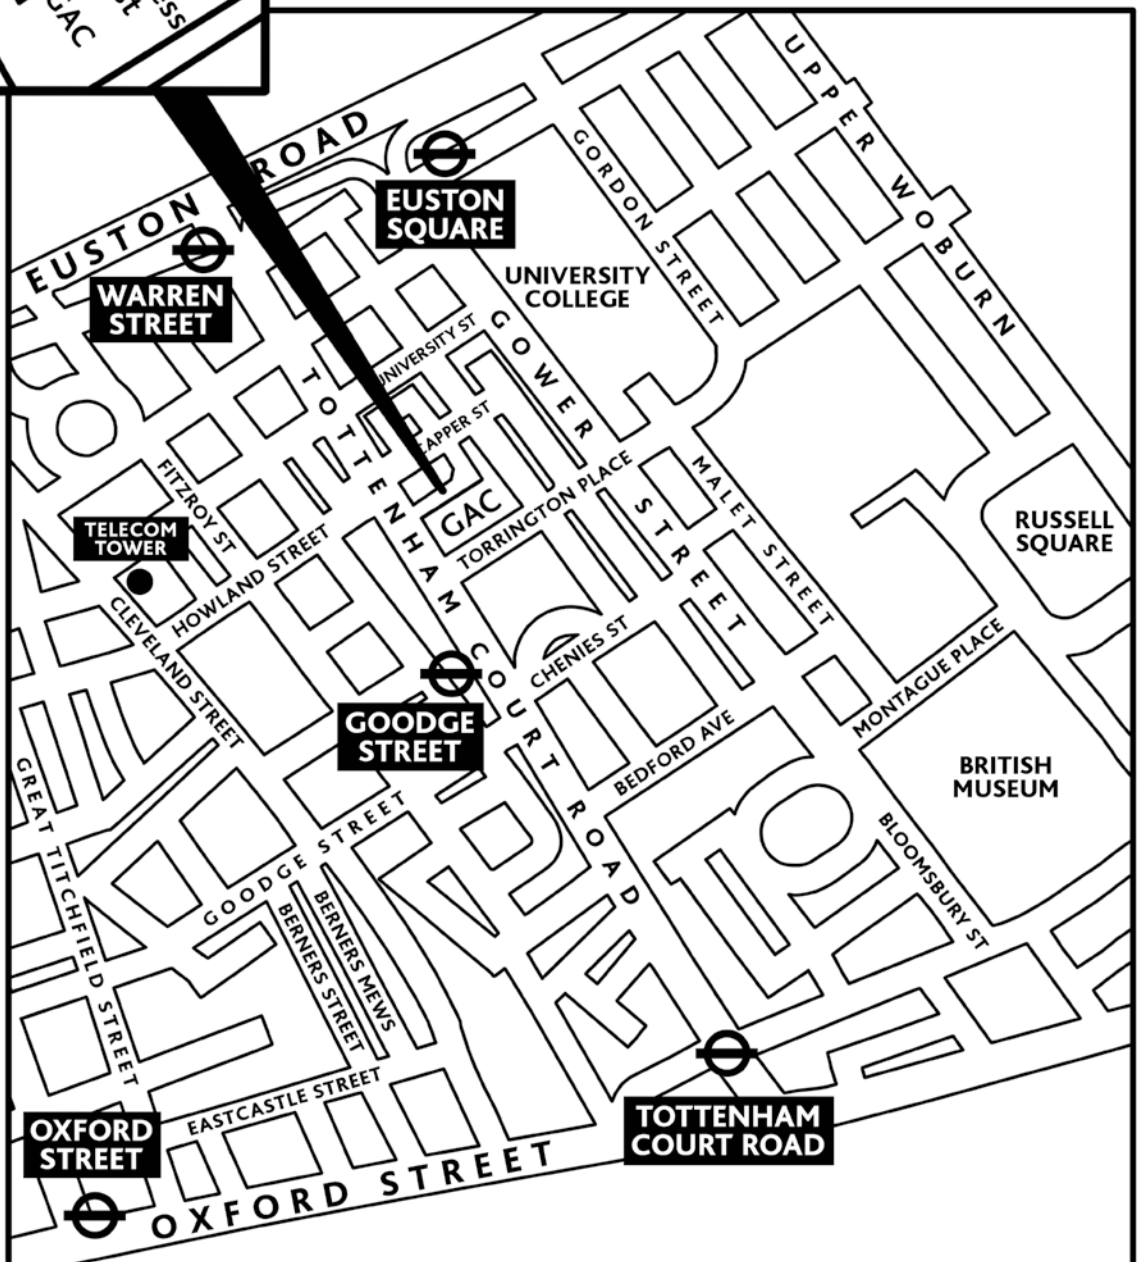 GAC
st
ess
EUSTON ROAD
EUSTON
SQUARE
WARREN
STREET
UPPER WOBURN
GORDON STREET
UNIVERSITY
COLLEGE
UNIVERSITY ST
GOWER STREET
CAPPER ST
TOTTENHAM COURT ROAD
GAC
TORRINGTON PLACE
MALET STREET
RUSSELL
SQUARE
FITZROY ST
TELECOM
TOWER
HOWLAND STREET
CLEVELAND STREET
CHENIES ST
GOODGE
STREET
MONTAGUE PLACE
BEDFORD AVE
BRITISH
MUSEUM
BLOOMSBURY ST
GREAT TITCHFIELD STREET
GOODGE STREET
BERNERS MEWS
BERNERS STREET
EASTCASTLE STREET
OXFORD
STREET
TOTTENHAM
COURT ROAD
OXFORD STREET